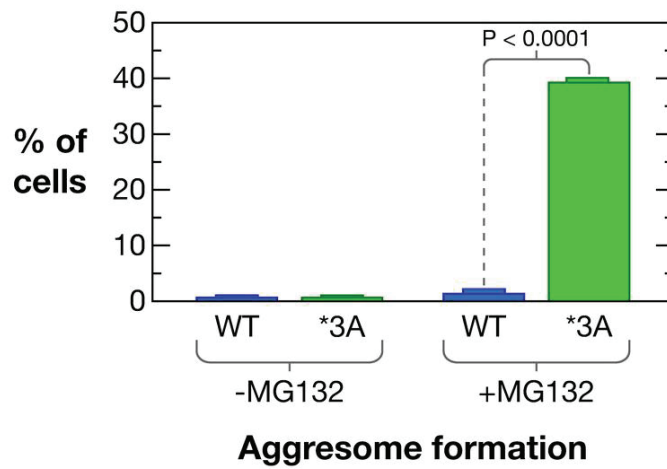 50
P < 0.0001
40
% of
cells
30
20
10
0
WT *3A WT *3A
-MG132 +MG132
Aggresome formation